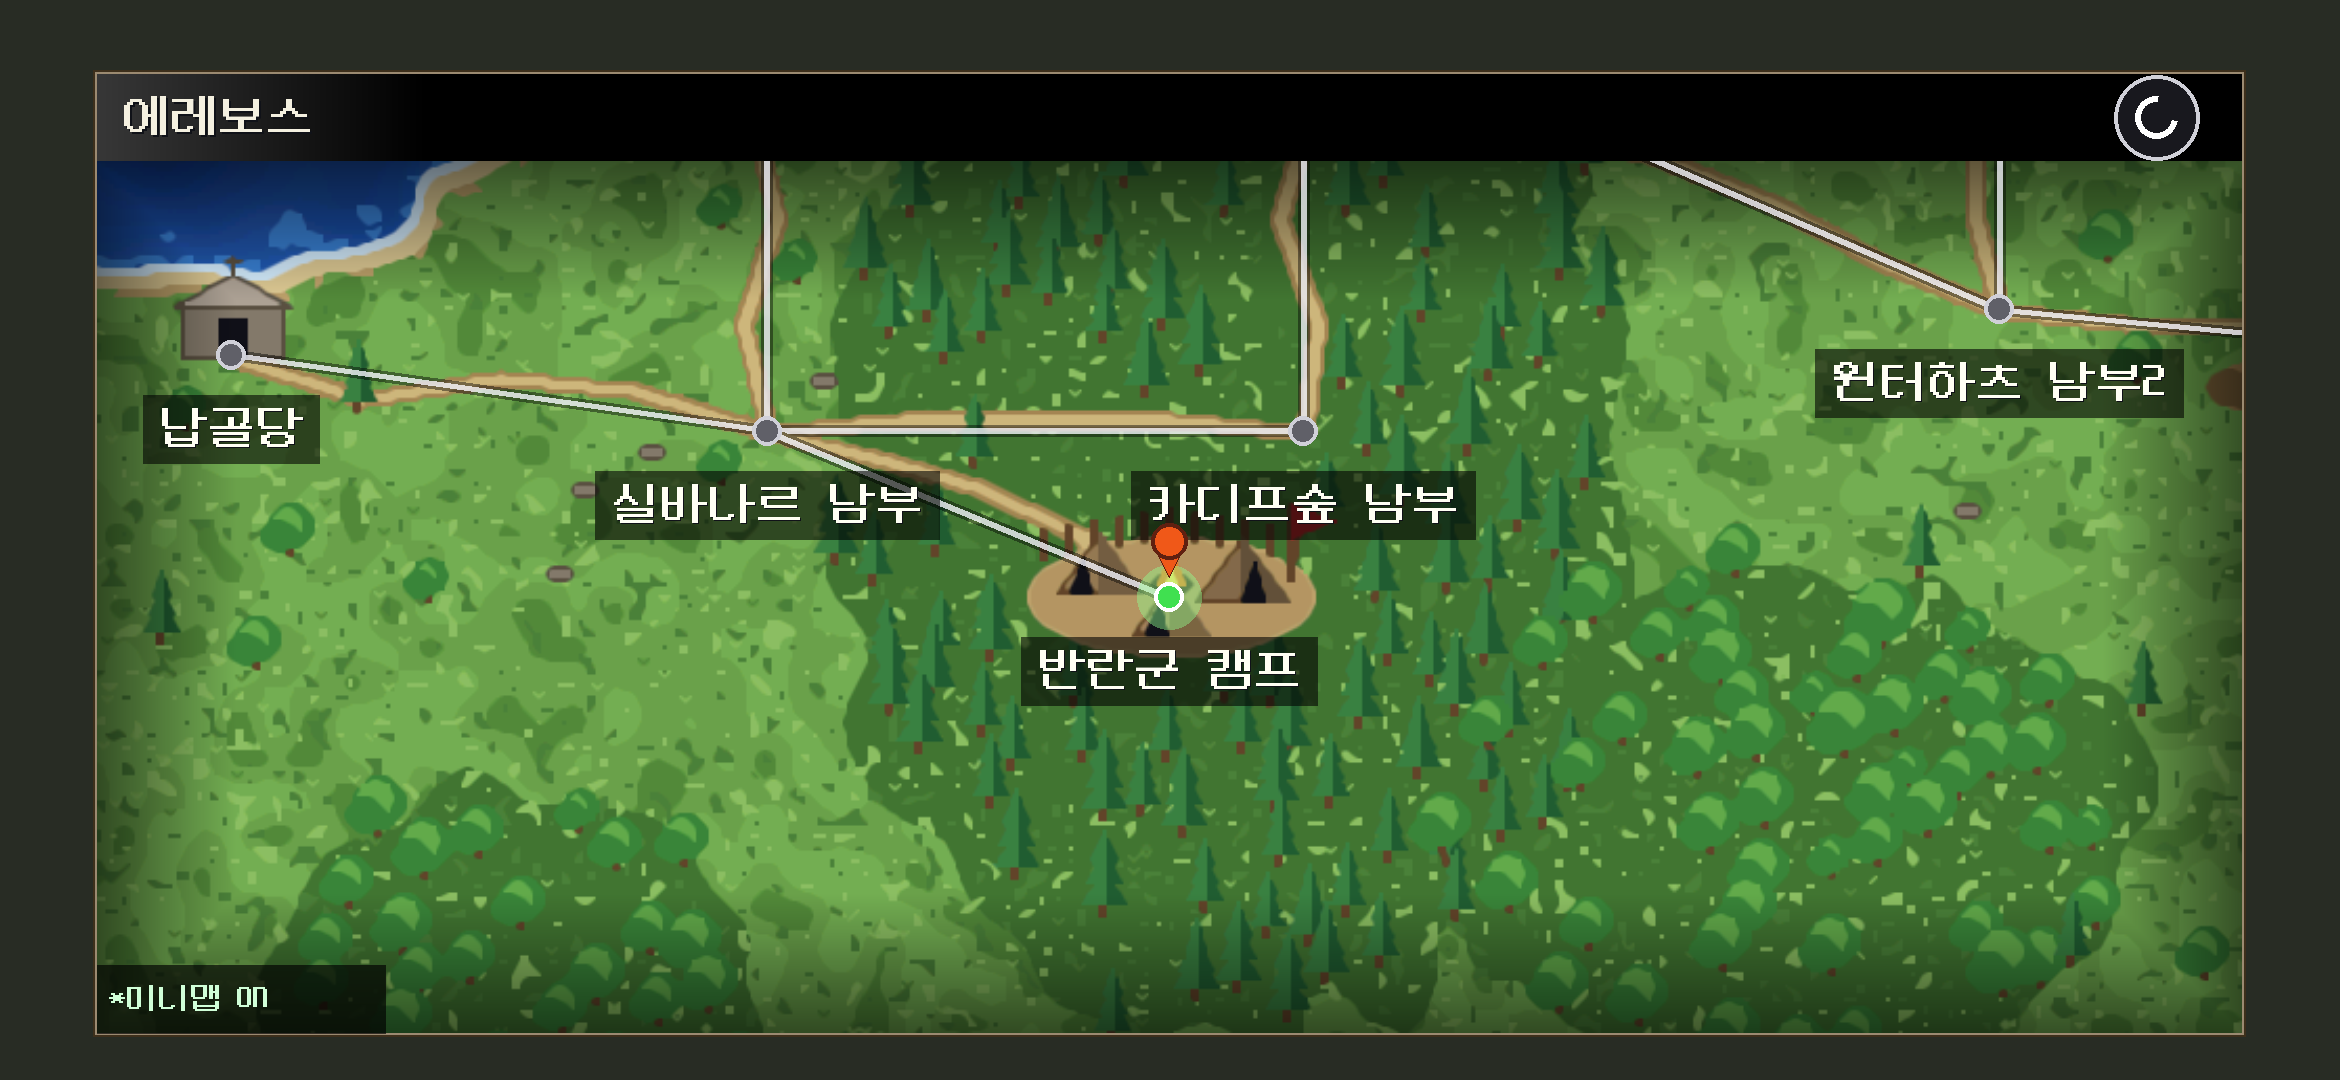 에레보스
윈터하츠 남부2
납골당
실바나르 남부
카디프숲 남부
반란군 캠프
*미니맵 ON